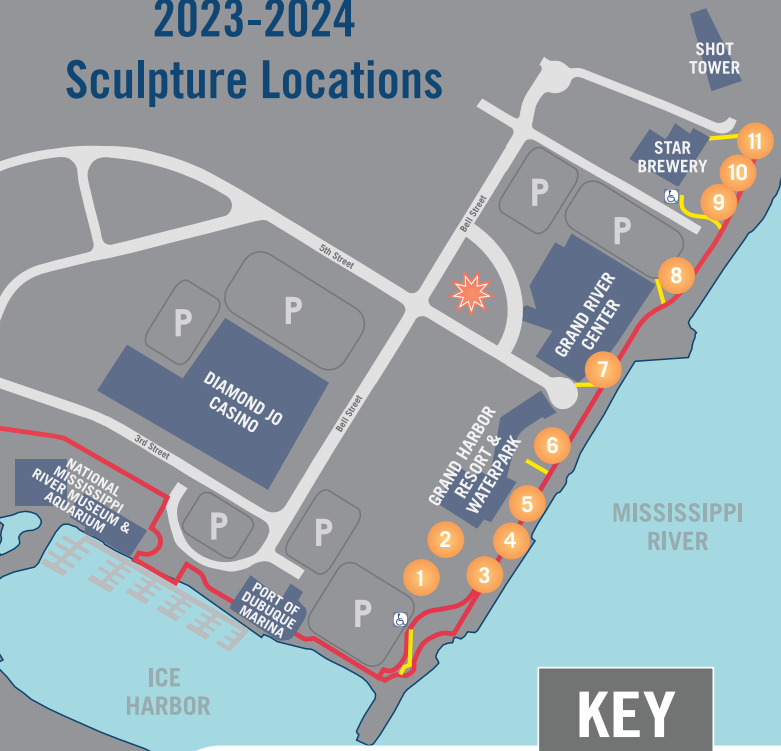 2023-2024
Sculpture Locations
SHOT
TOWER
STAR
BREWERY
11
10
9
8
7
6
5
4
3
2
1
P
P
Bell Street
5th Street
GRAND RIVER
CENTER
P
P
DIAMOND JO
CASINO
Bell Street
3rd Street
GRAND HARBOR
RESORT &
WATERPARK
NATIONAL
MISSISSIPPI
RIVER MUSEUM &
AQUARIUM
P
P
P
PORT OF
DUBUQUE
MARINA
MISSISSIPPI
RIVER
ICE
HARBOR
KEY